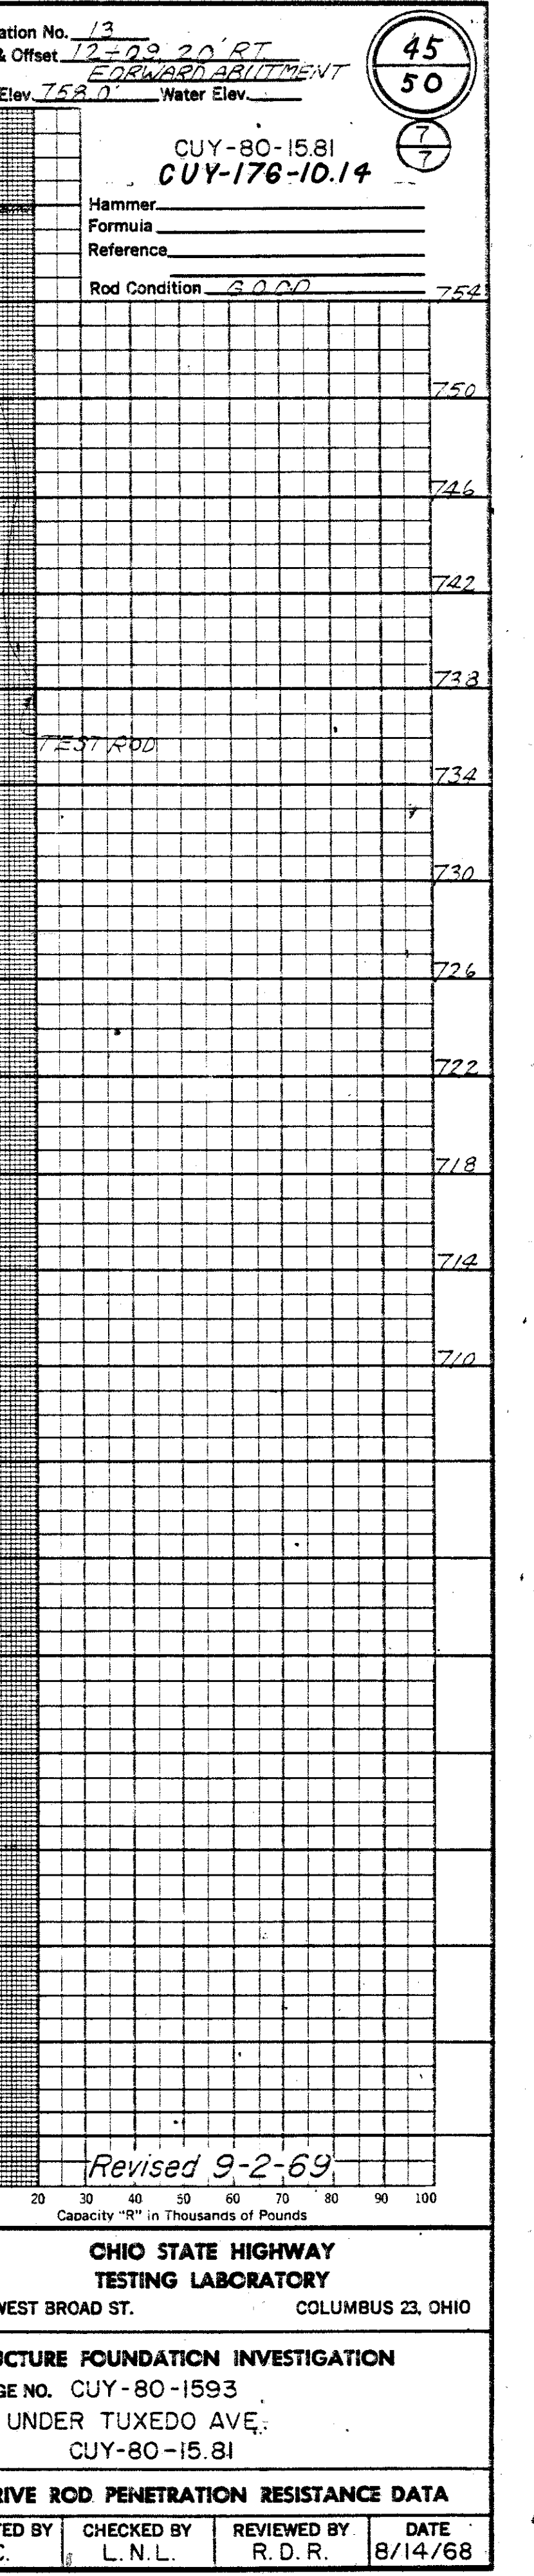 ation No. 13
& Offset 12+09, 20' RT.
FORWARD ABUTMENT
Elev. 758.0' Water Elev.
45
50
7
7
CUY-80-15.81
CUY-176-10.14
Hammer
Formula
Reference
Rod Condition GOOD
754
750
746
742
738
TEST ROD
734
730
726
722
718
714
710
Revised 9-2-69
20 30 40 50 60 70 80 90 100
Capacity "R" in Thousands of Pounds
OHIO STATE HIGHWAY
TESTING LABORATORY
WEST BROAD ST. COLUMBUS 23, OHIO
UCTURE FOUNDATION INVESTIGATION
GE NO. CUY-80-1593
UNDER TUXEDO AVE.
CUY-80-15.81
RIVE ROD PENETRATION RESISTANCE DATA
TED BY CHECKED BY REVIEWED BY DATE
C. L.N.L. R.D.R. 8/14/68